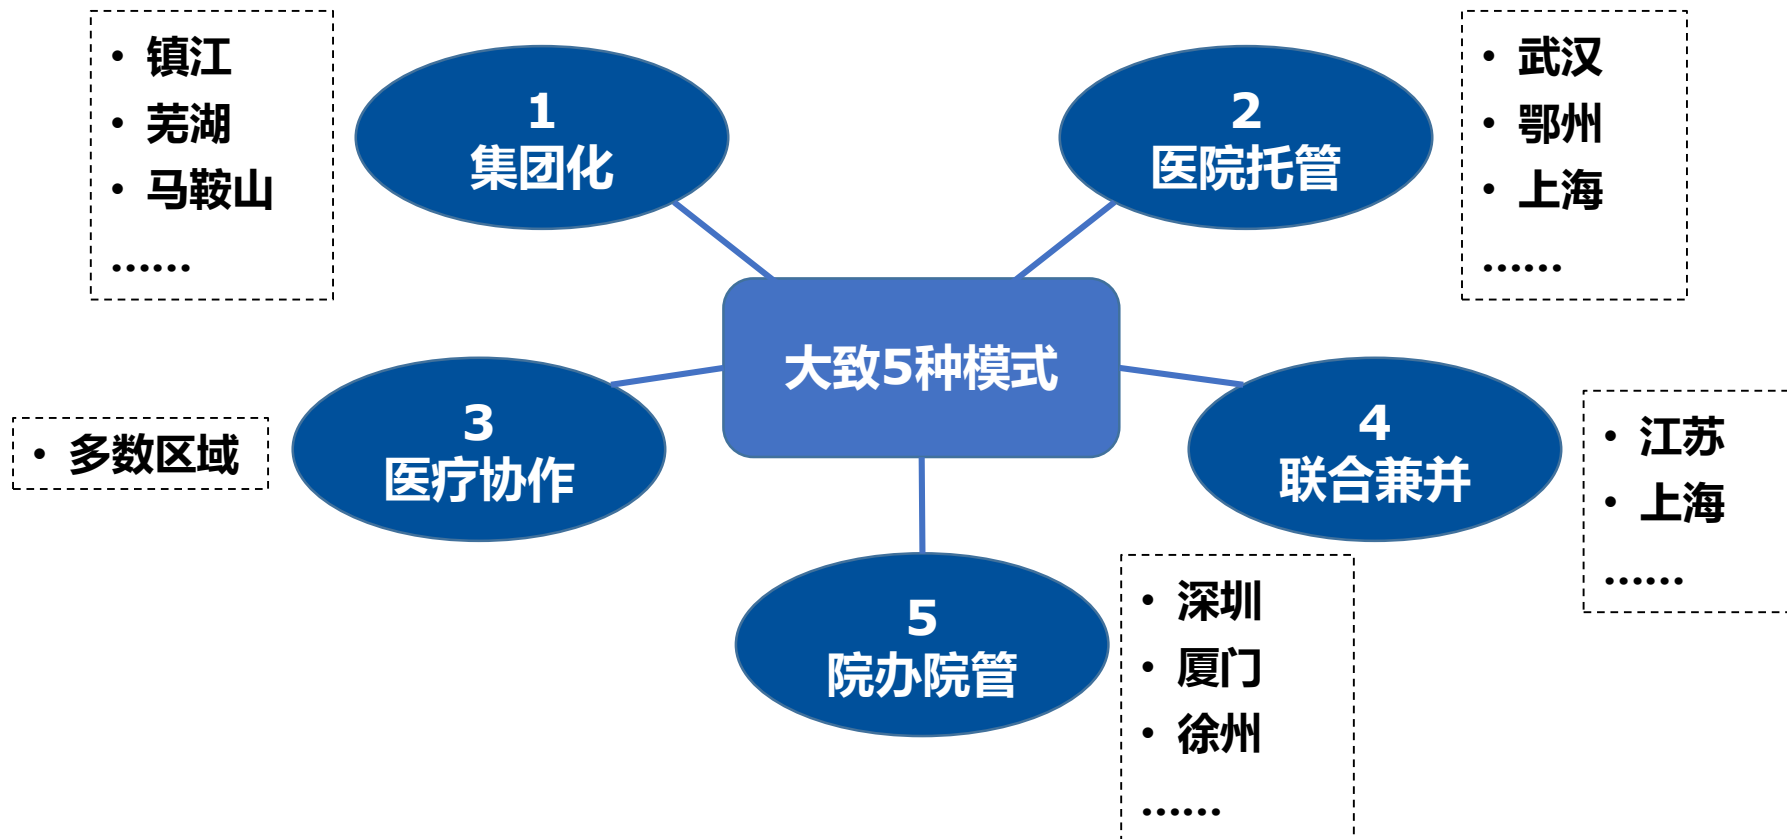 • 镇江
• 芜湖
• 马鞍山
……
1
集团化
2
医院托管
• 武汉
• 鄂州
• 上海
……
大致5种模式
• 多数区域
3
医疗协作
4
联合兼并
• 江苏
• 上海
……
5
院办院管
• 深圳
• 厦门
• 徐州
……